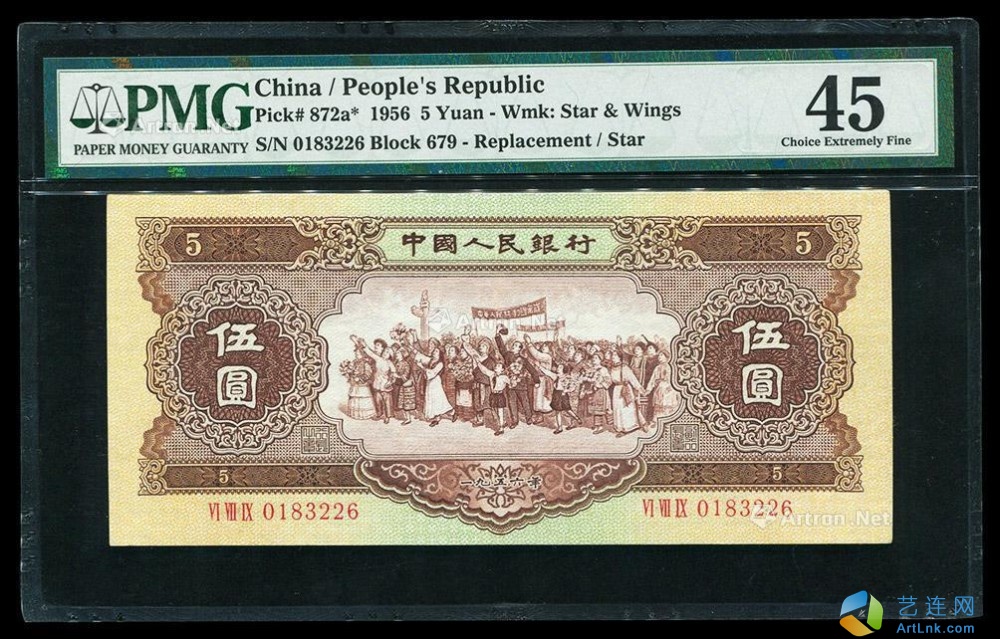 PMG
PAPER MONEY GUARANTY
China / People's Republic
Pick# 872a* 1956 5 Yuan - Wmk: Star & Wings
S/N 0183226 Block 679 - Replacement / Star
45
Choice Extremely Fine
5 中國人民銀行 5
伍圓
伍圓
5 一九五六年 5
VI VII IX 0183226
VI VII IX 0183226
Artron.Net
艺连网
ArtLnk.com